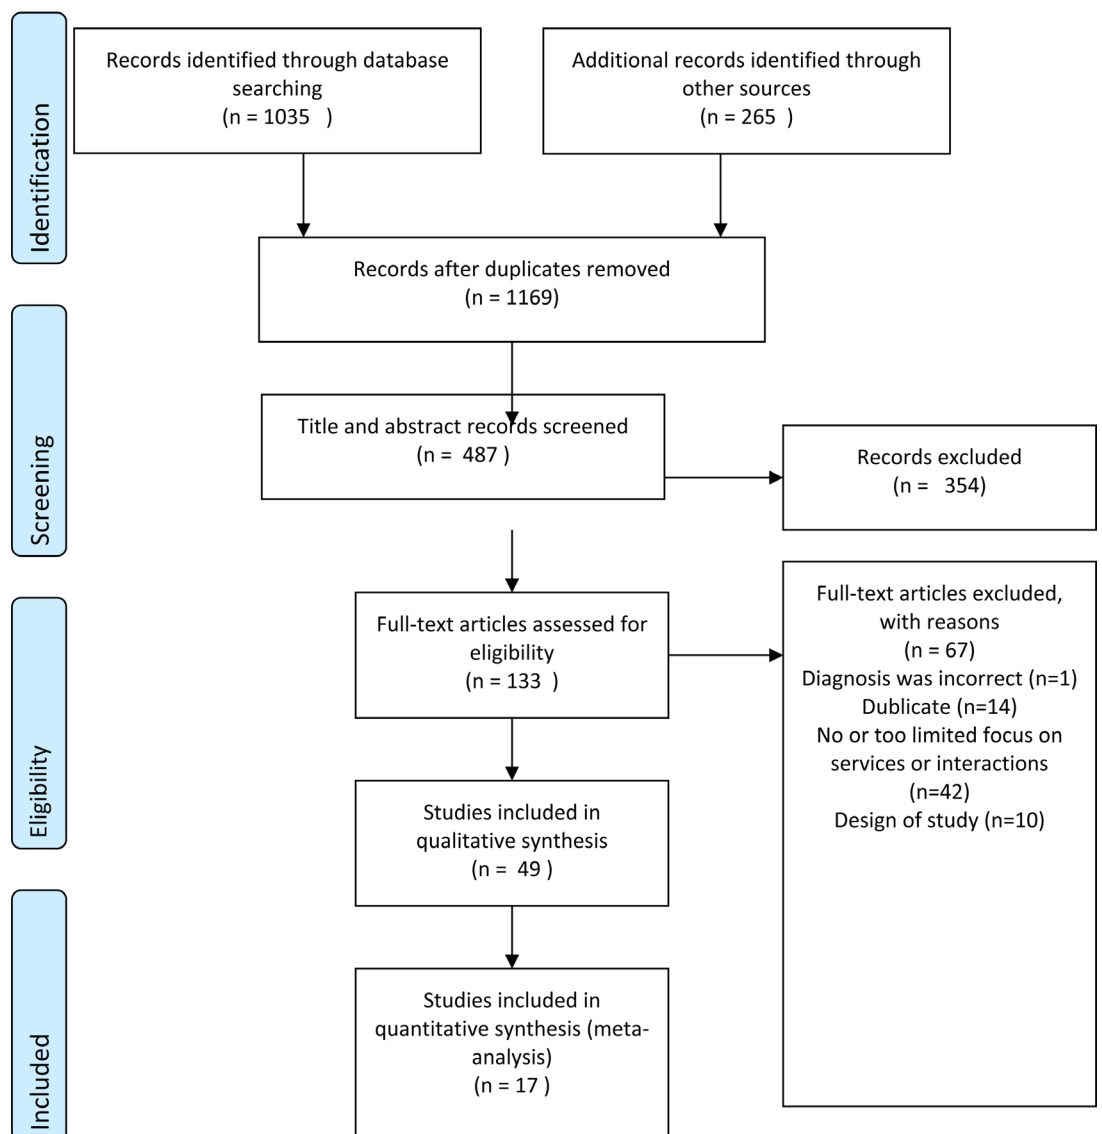 Identification
Records identified through database
searching
(n = 1035   )
Additional records identified through
other sources
(n = 265  )
Records after duplicates removed
(n = 1169)
Screening
Title and abstract records screened
(n =  487 )
Records excluded
(n =   354)
Eligibility
Full-text articles assessed for
eligibility
(n = 133  )
Full-text articles excluded,
with reasons
(n = 67)
Diagnosis was incorrect (n=1)
Dublicate (n=14)
No or too limited focus on
services or interactions
(n=42)
Design of study (n=10)
Studies included in
qualitative synthesis
(n =  49 )
Included
Studies included in
quantitative synthesis (meta-
analysis)
(n = 17 )